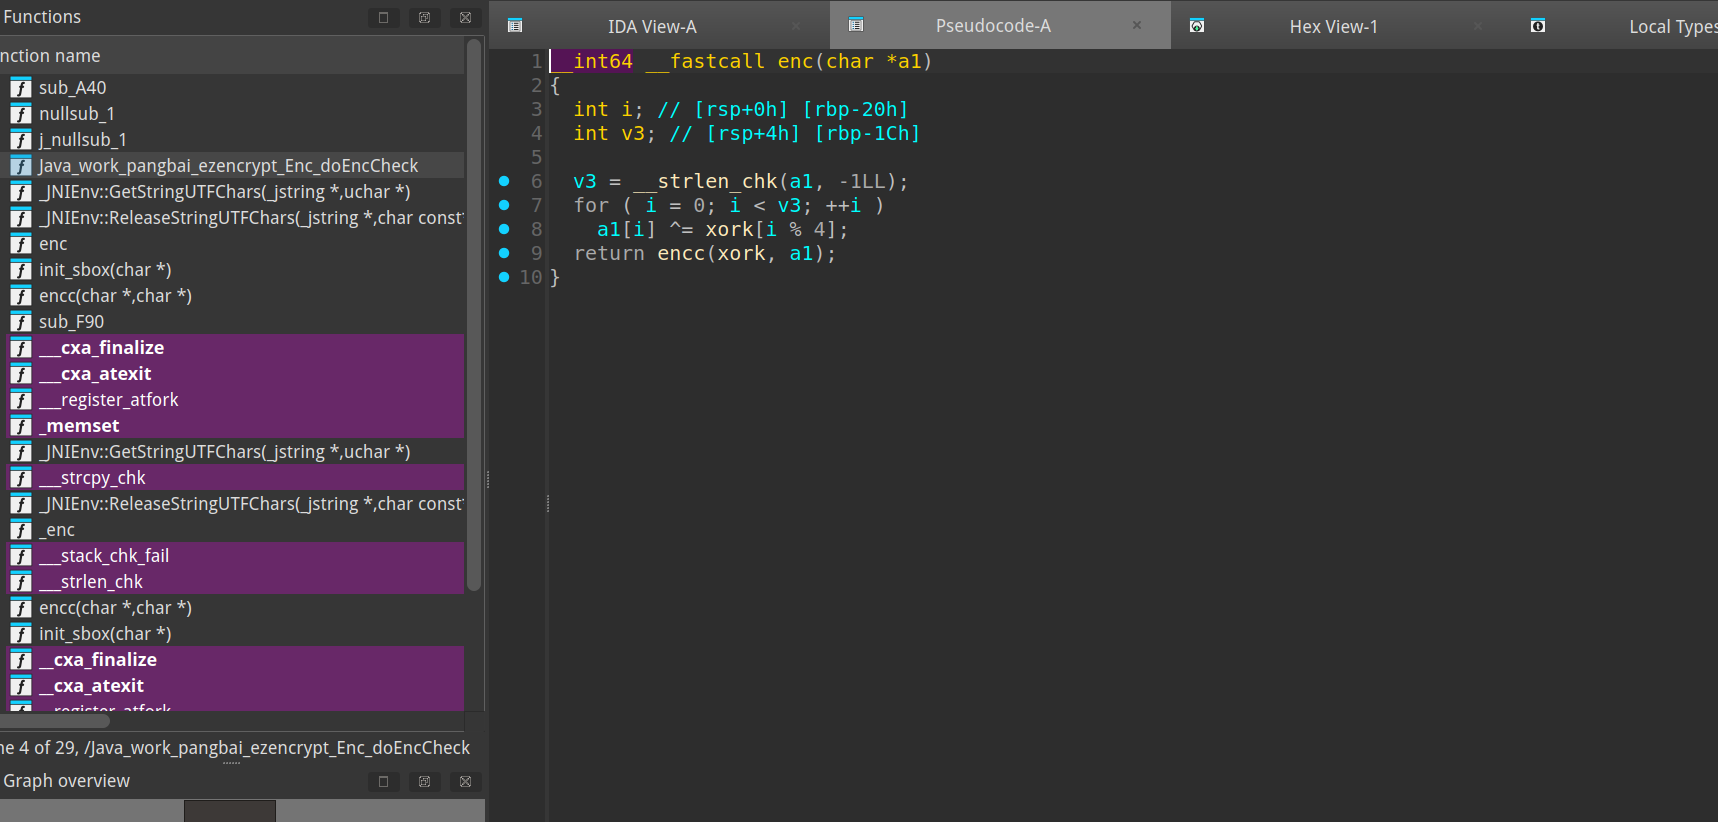 Functions
nction name
sub_A40
nullsub_1
j_nullsub_1
Java_work_pangbai_ezencrypt_Enc_doEncCheck
_JNIEnv::GetStringUTFChars(_jstring *,uchar *)
_JNIEnv::ReleaseStringUTFChars(_jstring *,char const
enc
init_sbox(char *)
encc(char *,char *)
sub_F90
___cxa_finalize
___cxa_atexit
___register_atfork
_memset
_JNIEnv::GetStringUTFChars(_jstring *,uchar *)
___strcpy_chk
_JNIEnv::ReleaseStringUTFChars(_jstring *,char const
_enc
___stack_chk_fail
___strlen_chk
encc(char *,char *)
init_sbox(char *)
__cxa_finalize
__cxa_atexit
__register_atfork
ne 4 of 29, /Java_work_pangbai_ezencrypt_Enc_doEncCheck
Graph overview
IDA View-A
Pseudocode-A
Hex View-1
Local Types
1 __int64 __fastcall enc(char *a1)
2 {
3 int i; // [rsp+0h] [rbp-20h]
4 int v3; // [rsp+4h] [rbp-1Ch]
5
6 v3 = __strlen_chk(a1, -1LL);
7 for ( i = 0; i < v3; ++i )
8 a1[i] ^= xork[i % 4];
9 return encc(xork, a1);
10 }